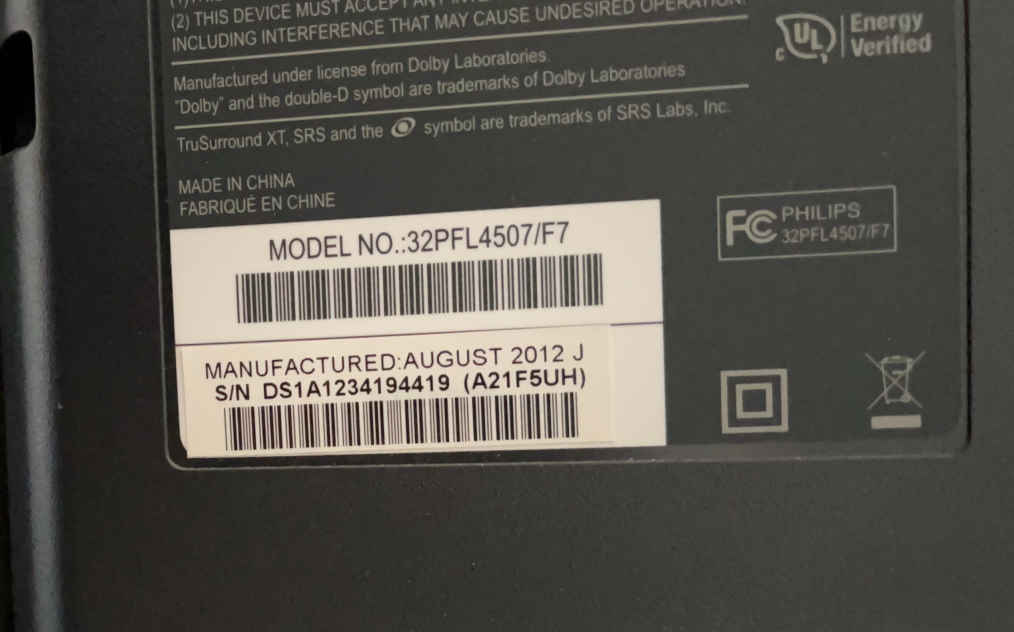 (2) THIS DEVICE MUST ACCEPT ANY
INCLUDING INTERFERENCE THAT MAY CAUSE UNDESIRED OPERATION.
Manufactured under license from Dolby Laboratories.
"Dolby" and the double-D symbol are trademarks of Dolby Laboratories
TruSurround XT, SRS and the symbol are trademarks of SRS Labs, Inc.
MADE IN CHINA
FABRIQUÉ EN CHINE
c UL
Energy
Verified
MODEL NO.:32PFL4507/F7
MANUFACTURED:AUGUST 2012 J
S/N DS1A1234194419 (A21F5UH)
FC PHILIPS
32PFL4507/F7